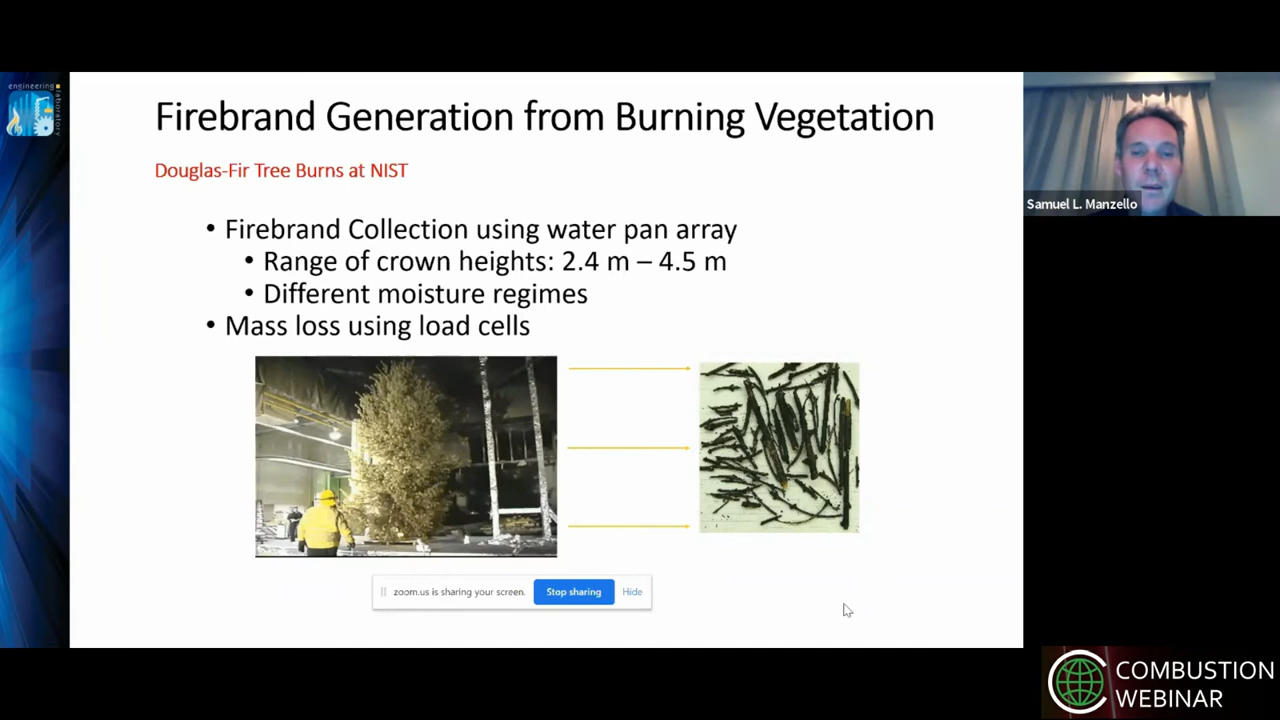 engineering
laboratory
Firebrand Generation from Burning Vegetation
Douglas-Fir Tree Burns at NIST
• Firebrand Collection using water pan array
• Range of crown heights: 2.4 m – 4.5 m
• Different moisture regimes
• Mass loss using load cells
zoom.us is sharing your screen. Stop sharing Hide
Samuel L. Manzello
COMBUSTION
WEBINAR